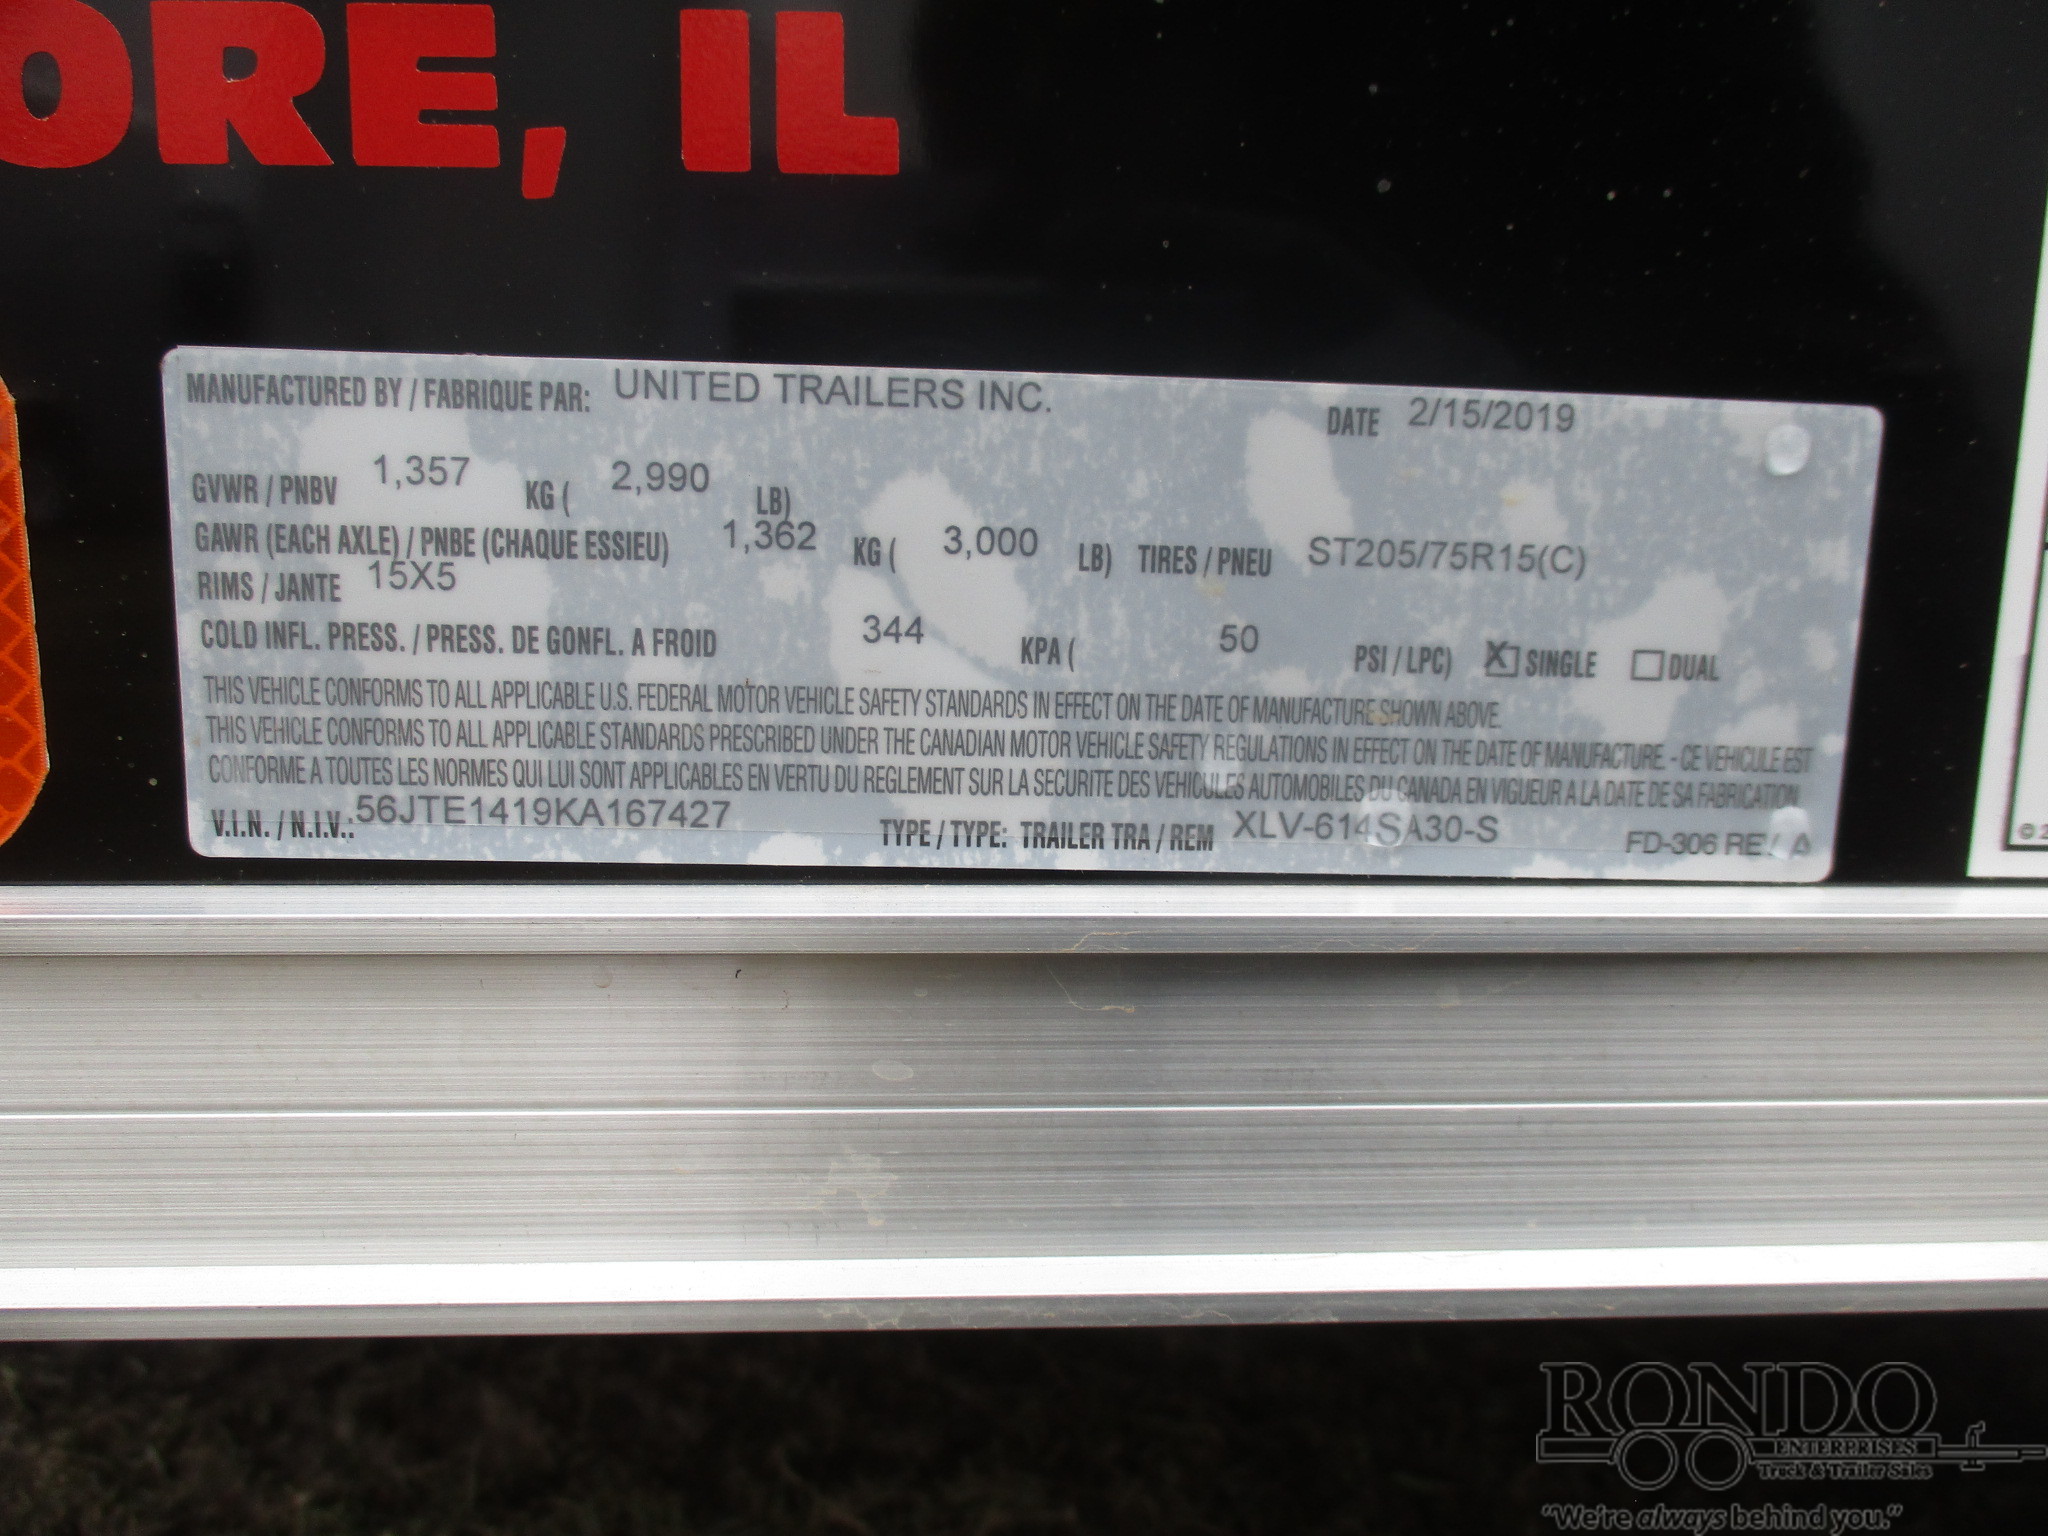 ORE, IL
MANUFACTURED BY / FABRIQUE PAR: UNITED TRAILERS INC. DATE 2/15/2019
GVWR / PNBV 1,357 KG ( 2,990 LB)
GAWR (EACH AXLE) / PNBE (CHAQUE ESSIEU) 1,362 KG ( 3,000 LB) TIRES / PNEU ST205/75R15(C)
RIMS / JANTE 15X5
COLD INFL. PRESS. / PRESS. DE GONFL. A FROID 344 KPA ( 50 PSI / LPC) X SINGLE DUAL
THIS VEHICLE CONFORMS TO ALL APPLICABLE U.S. FEDERAL MOTOR VEHICLE SAFETY STANDARDS IN EFFECT ON THE DATE OF MANUFACTURE SHOWN ABOVE.
THIS VEHICLE CONFORMS TO ALL APPLICABLE STANDARDS PRESCRIBED UNDER THE CANADIAN MOTOR VEHICLE SAFETY REGULATIONS IN EFFECT ON THE DATE OF MANUFACTURE. - CE VEHICULE EST
CONFORME A TOUTES LES NORMES QUI LUI SONT APPLICABLES EN VERTU DU REGLEMENT SUR LA SECURITE DES VEHICULES AUTOMOBILES DU CANADA EN VIGUEUR A LA DATE DE SA FABRICATION.
V.I.N. / N.I.V.: 56JTE1419KA167427 TYPE / TYPE: TRAILER TRA / REM XLV-614SA30-S FD-306 REV A
© 2
RONDO
ENTERPRISES
Truck & Trailer Sales
"We're always behind you."